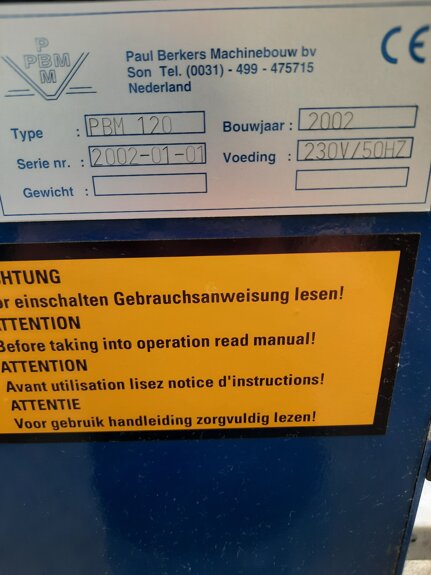 P
PBM
M
Paul Berkers Machinebouw bv
Son Tel. (0031) - 499 - 475715
Nederland
CE
Type : PBM 120
Bouwjaar : 2002
Serie nr. : 2002-01-01
Voeding : 230V/50HZ
Gewicht :
:
HTUNG
or einschalten Gebrauchsanweisung lesen!
ATTENTION
Before taking into operation read manual!
ATTENTION
Avant utilisation lisez notice d'instructions!
ATTENTIE
Voor gebruik handleiding zorgvuldig lezen!